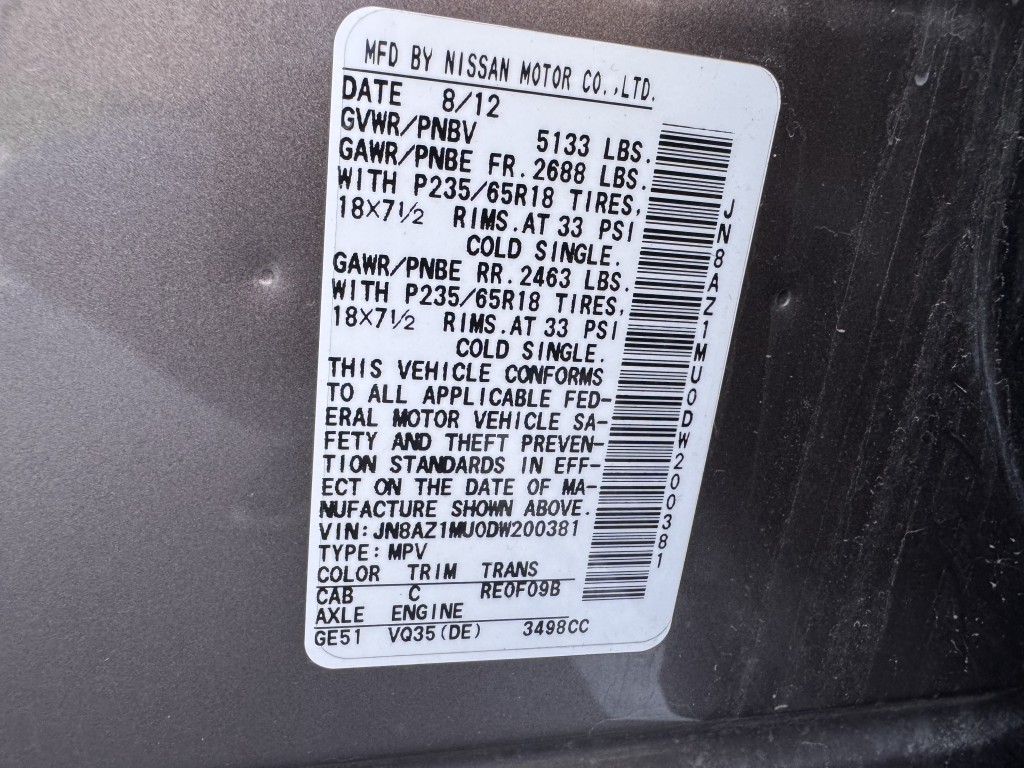 MFD BY NISSAN MOTOR CO.,LTD.
DATE 8/12
GVWR/PNBV 5133 LBS.
GAWR/PNBE FR. 2688 LBS.
WITH P235/65R18 TIRES,
18X7½ RIMS. AT 33 PSI
COLD SINGLE.
GAWR/PNBE RR. 2463 LBS.
WITH P235/65R18 TIRES,
18X7½ RIMS. AT 33 PSI
COLD SINGLE.
THIS VEHICLE CONFORMS
TO ALL APPLICABLE FED-
ERAL MOTOR VEHICLE SA-
FETY AND THEFT PREVEN-
TION STANDARDS IN EFF-
ECT ON THE DATE OF MA-
NUFACTURE SHOWN ABOVE.
VIN: JN8AZ1MU0DW200381
TYPE: MPV
COLOR TRIM TRANS
CAB C RE0F09B
AXLE ENGINE
GE51 VQ35(DE) 3498CC
JN8AZ1MU0DW200381